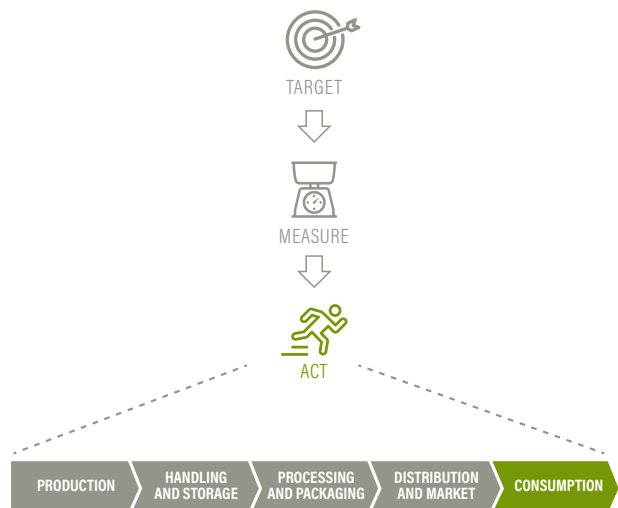 TARGET
MEASURE
ACT
PRODUCTION
HANDLING
AND STORAGE
PROCESSING
AND PACKAGING
DISTRIBUTION
AND MARKET
CONSUMPTION